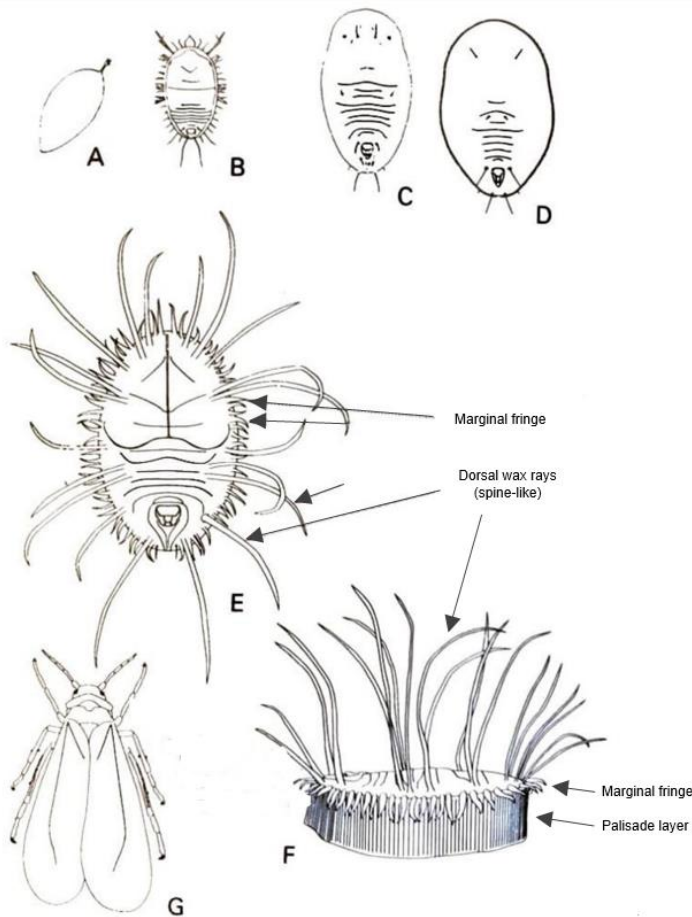 A
B
C
D
Marginal fringe
Dorsal wax rays
(spine-like)
E
Marginal fringe
Palisade layer
F
G